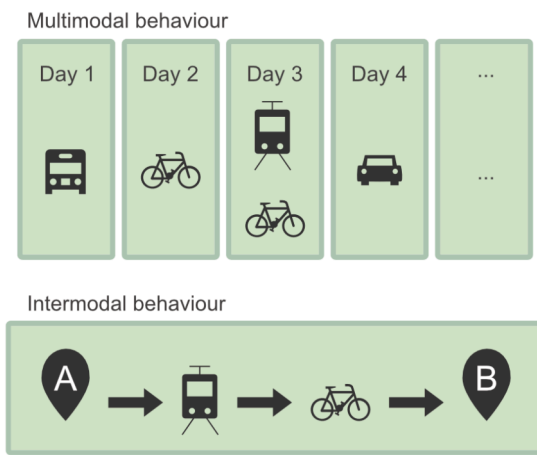 Multimodal behaviour
Day 1 Day 2 Day 3 Day 4 ...
...
Intermodal behaviour
A B